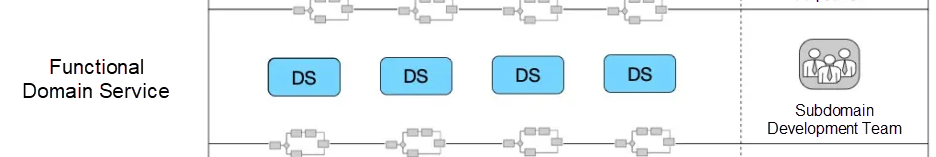 Functional
Domain Service
DS
DS
DS
DS
Subdomain
Development Team